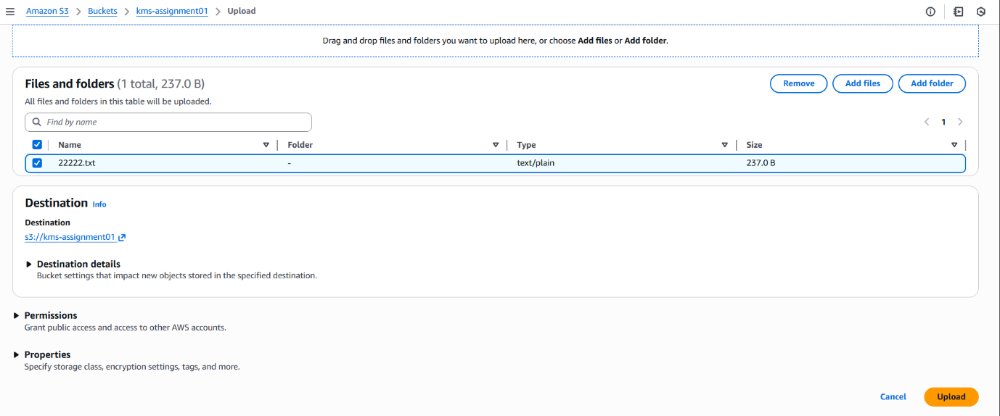 Amazon S3 > Buckets > kms-assignment01 > Upload
Drag and drop files and folders you want to upload here, or choose Add files or Add folder.
Files and folders (1 total, 237.0 B)
Remove Add files Add folder
All files and folders in this table will be uploaded.
Find by name
< 1 >
Name Folder Type Size
22222.txt - text/plain 237.0 B
Destination Info
Destination
s3://kms-assignment01
Destination details
Bucket settings that impact new objects stored in the specified destination.
Permissions
Grant public access and access to other AWS accounts.
Properties
Specify storage class, encryption settings, tags, and more.
Cancel Upload